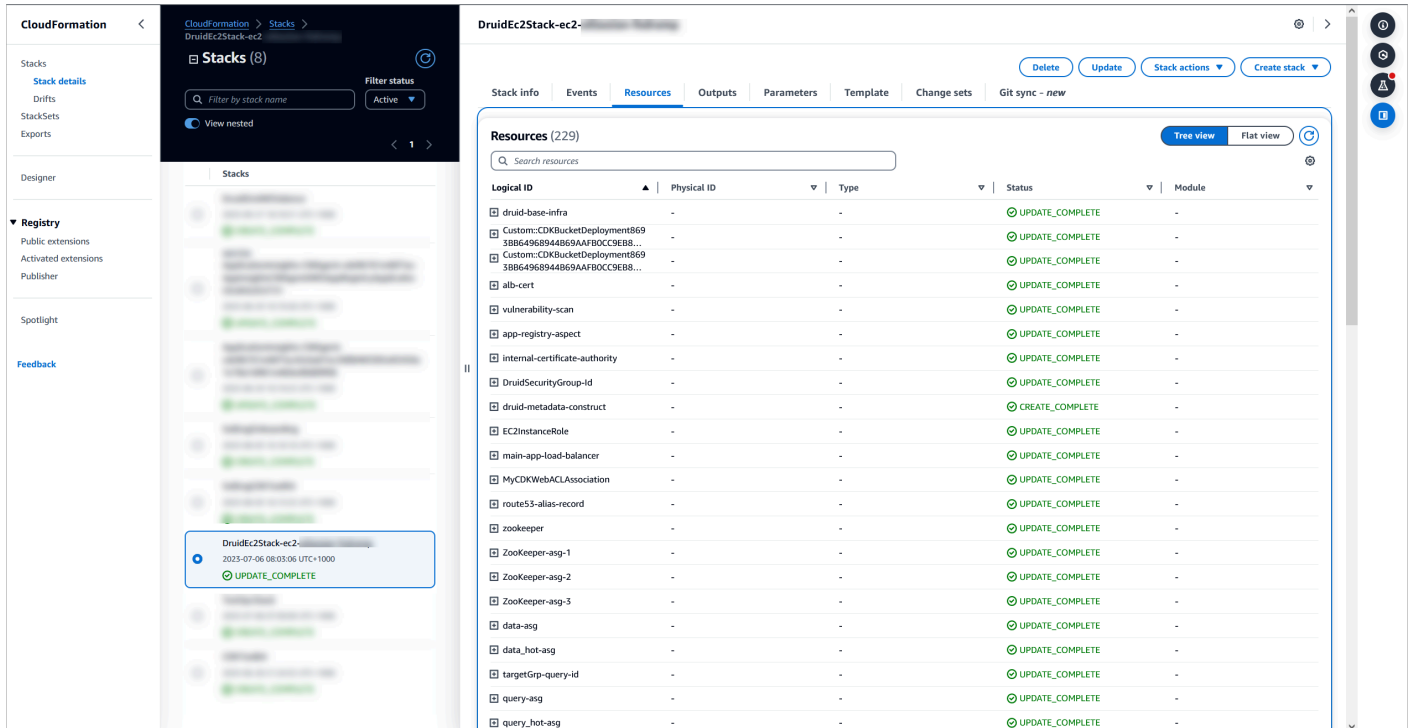 CloudFormation
Stacks
Stack details
Drifts
StackSets
Exports
Designer
Registry
Public extensions
Activated extensions
Publisher
Spotlight
Feedback
CloudFormation > Stacks >
DruidEc2Stack-ec2
Stacks (8)
Filter status
Filter by stack name
Active
View nested
< 1 >
Stacks
DruidEc2Stack-ec2-
2023-07-06 08:03:06 UTC+1000
UPDATE_COMPLETE
DruidEc2Stack-ec2-
Delete
Update
Stack actions
Create stack
Stack info
Events
Resources
Outputs
Parameters
Template
Change sets
Git sync - new
Resources (229)
Tree view
Flat view
Search resources
Logical ID Physical ID Type Status Module
druid-base-infra - - UPDATE_COMPLETE -
Custom::CDKBucketDeployment869
3BB64968944B69AAFB0CC9EB8... - - UPDATE_COMPLETE -
Custom::CDKBucketDeployment869
3BB64968944B69AAFB0CC9EB8... - - UPDATE_COMPLETE -
alb-cert - - UPDATE_COMPLETE -
vulnerability-scan - - UPDATE_COMPLETE -
app-registry-aspect - - UPDATE_COMPLETE -
internal-certificate-authority - - UPDATE_COMPLETE -
DruidSecurityGroup-Id - - UPDATE_COMPLETE -
druid-metadata-construct - - CREATE_COMPLETE -
EC2InstanceRole - - UPDATE_COMPLETE -
main-app-load-balancer - - UPDATE_COMPLETE -
MyCDKWebACLAssociation - - UPDATE_COMPLETE -
route53-alias-record - - UPDATE_COMPLETE -
zookeeper - - UPDATE_COMPLETE -
ZooKeeper-asg-1 - - UPDATE_COMPLETE -
ZooKeeper-asg-2 - - UPDATE_COMPLETE -
ZooKeeper-asg-3 - - UPDATE_COMPLETE -
data-asg - - UPDATE_COMPLETE -
data_hot-asg - - UPDATE_COMPLETE -
targetGrp-query-id - - UPDATE_COMPLETE -
query-asg - - UPDATE_COMPLETE -
query_hot-asg - - UPDATE_COMPLETE -